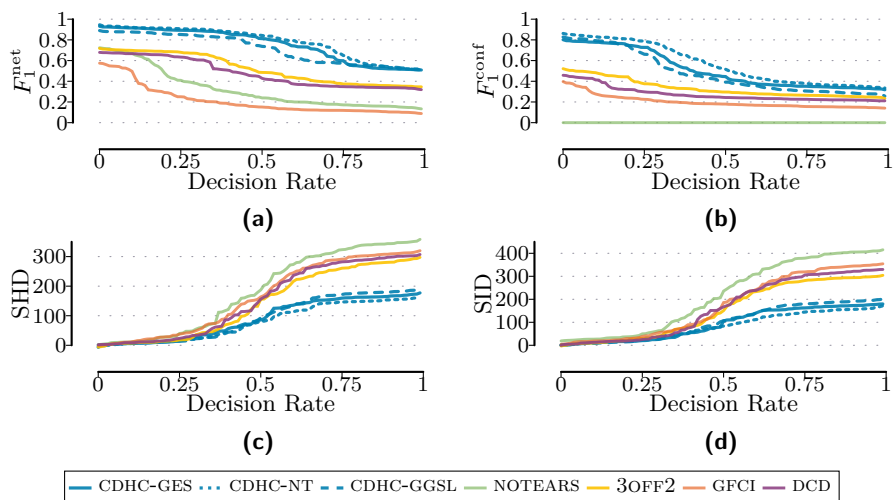 1
0.8
0.6
0.4
0.2
0
F₁^net
0 0.25 0.5 0.75 1
Decision Rate
(a)
1
0.8
0.6
0.4
0.2
0
F₁^conf
0 0.25 0.5 0.75 1
Decision Rate
(b)
300
200
100
0
SHD
0 0.25 0.5 0.75 1
Decision Rate
(c)
400
300
200
100
0
SID
0 0.25 0.5 0.75 1
Decision Rate
(d)
CDHC-GES CDHC-NT CDHC-GGSL NOTEARS 3OFF2 GFCI DCD